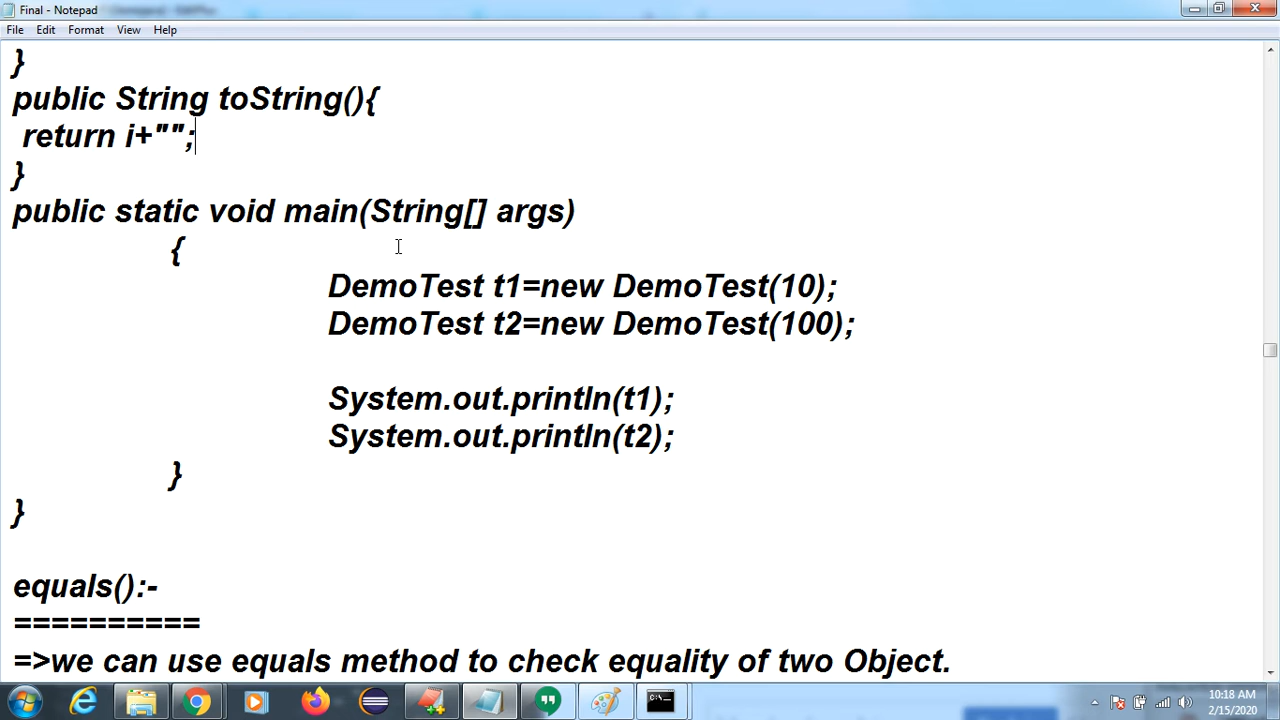 Final - Notepad
File Edit Format View Help
}
public String toString(){
return i+"";
}
public static void main(String[] args)
{
DemoTest t1=new DemoTest(10);
DemoTest t2=new DemoTest(100);
System.out.println(t1);
System.out.println(t2);
}
}
equals():-
==========
=>we can use equals method to check equality of two Object.
10:18 AM
2/15/2020